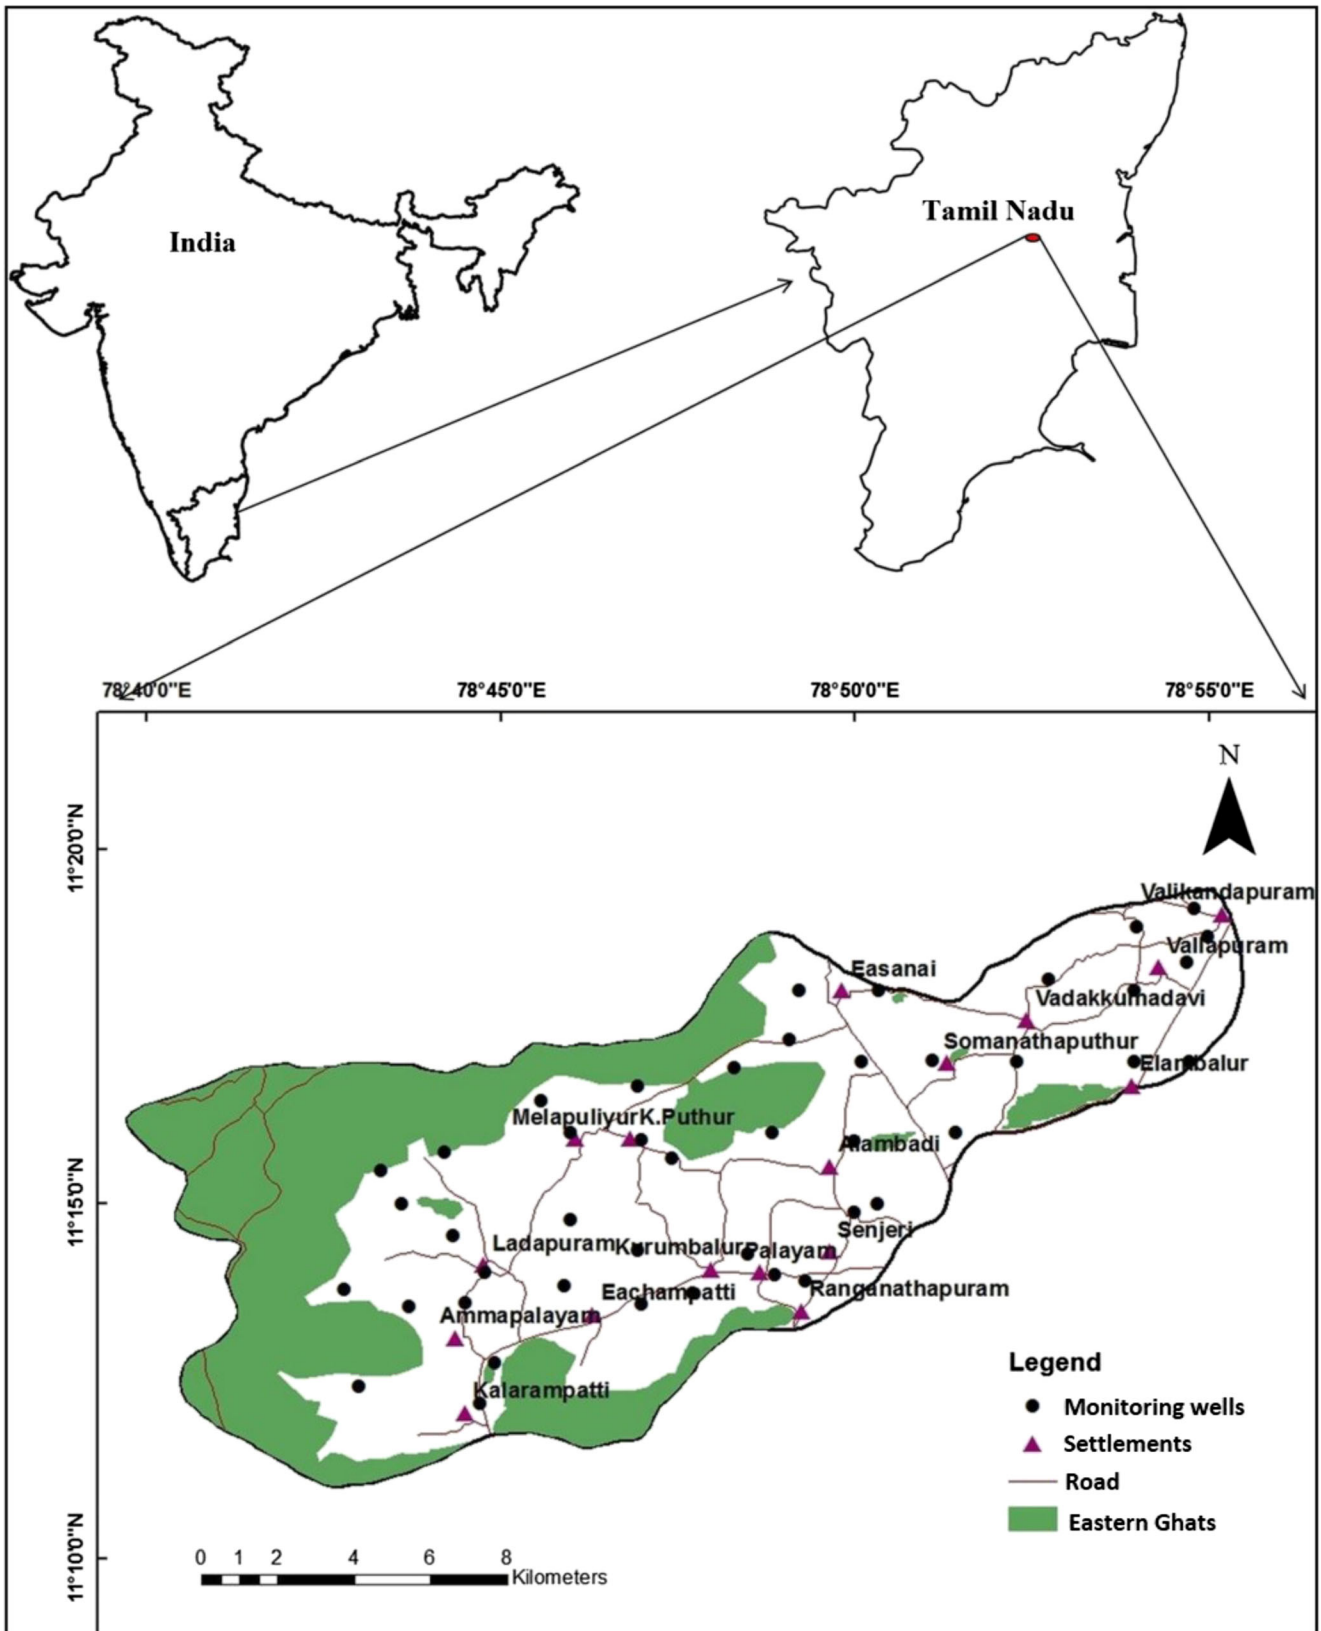 India
Tamil Nadu
78°40'0"E
78°45'0"E
78°50'0"E
78°55'0"E
N
11°20'0"N
11°15'0"N
11°10'0"N
Valikandapuram
Vallapuram
Easanai
Vadakkumadavi
Somanathaputhur
Elambalur
Melapuliyur
K.Puthur
Alambadi
Senjeri
Ladapuram
Kurumbalur
Palayam
Eachampatti
Ranganathapuram
Ammapalayam
Kalarampatti
Legend
Monitoring wells
Settlements
Road
Eastern Ghats
0 1 2 4 6 8
Kilometers